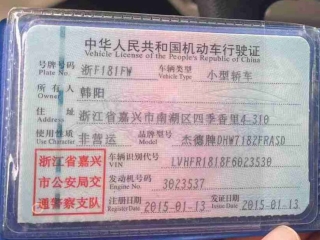 中华人民共和国机动车行驶证
Vehicle License of the People's Republic of China
号牌号码 浙F181FW 车辆类型 小型轿车
Plate No. Vehicle Type
所有人 韩阳
Owner
住址 浙江省嘉兴市南湖区四季香里4-310
Address
使用性质 非营运 品牌型号 杰德牌DHW7182FRASD
Use Character Model
浙江省嘉兴市公安局交通警察支队
车辆识别代号 LVHFR1818F6023530
VIN
发动机号码 3023537
Engine No.
注册日期 2015-01-13 发证日期 2015-01-13
Register Date Issue Date